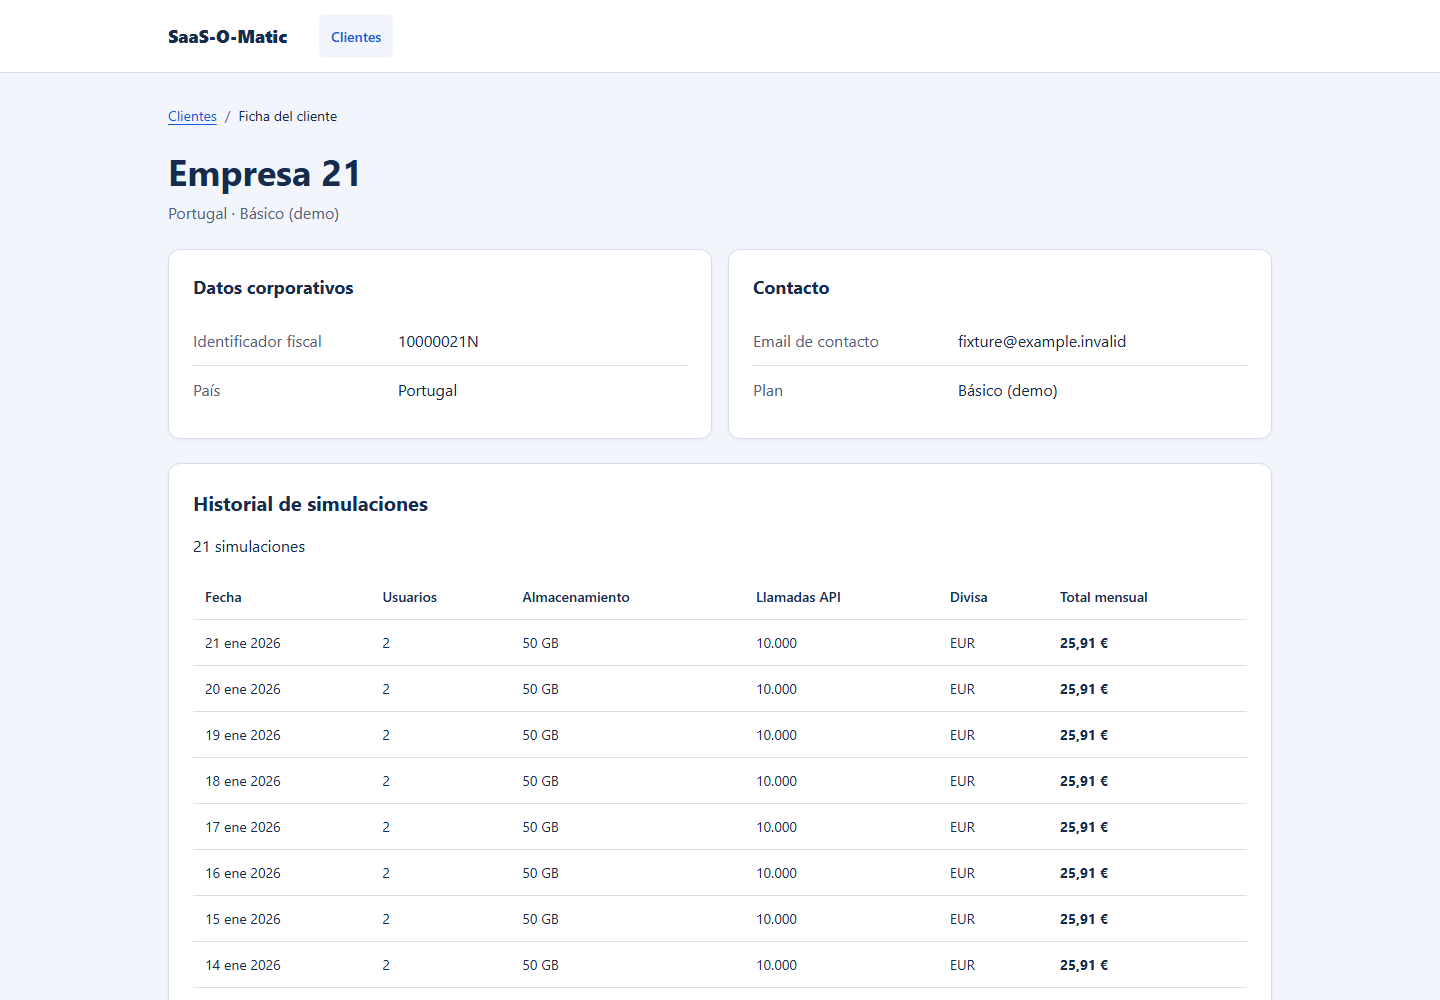 SaaS-O-Matic
Clientes
Clientes / Ficha del cliente
Empresa 21
Portugal · Básico (demo)
Datos corporativos
Identificador fiscal 10000021N
País Portugal
Contacto
Email de contacto fixture@example.invalid
Plan Básico (demo)
Historial de simulaciones
21 simulaciones
Fecha Usuarios Almacenamiento Llamadas API Divisa Total mensual
21 ene 2026 2 50 GB 10.000 EUR 25,91 €
20 ene 2026 2 50 GB 10.000 EUR 25,91 €
19 ene 2026 2 50 GB 10.000 EUR 25,91 €
18 ene 2026 2 50 GB 10.000 EUR 25,91 €
17 ene 2026 2 50 GB 10.000 EUR 25,91 €
16 ene 2026 2 50 GB 10.000 EUR 25,91 €
15 ene 2026 2 50 GB 10.000 EUR 25,91 €
14 ene 2026 2 50 GB 10.000 EUR 25,91 €